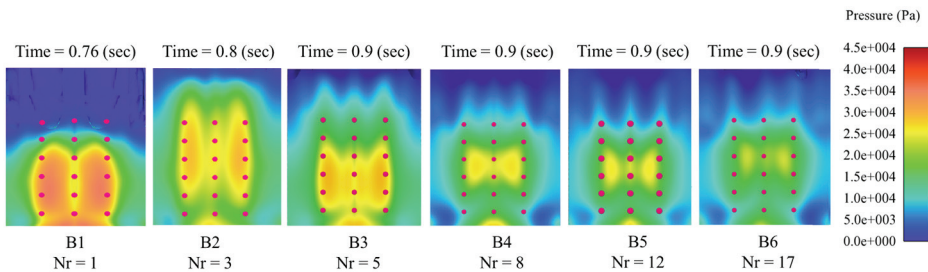 Pressure (Pa)
Time = 0.76 (sec) Time = 0.8 (sec) Time = 0.9 (sec) Time = 0.9 (sec) Time = 0.9 (sec) Time = 0.9 (sec)
4.5e+004
4.0e+004
3.5e+004
3.0e+004
2.5e+004
2.0e+004
1.5e+004
1.0e+004
5.0e+003
0.0e+000
B1 B2 B3 B4 B5 B6
Nr = 1 Nr = 3 Nr = 5 Nr = 8 Nr = 12 Nr = 17